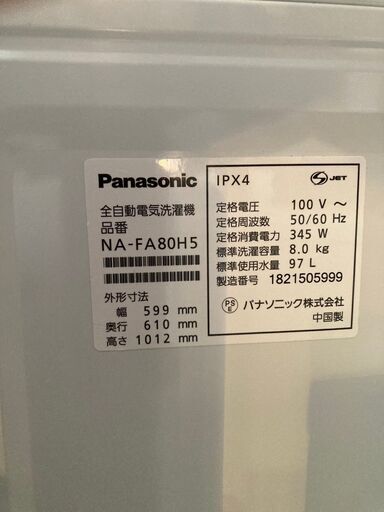 Panasonic
全自動電気洗濯機
品番
NA-FA80H5
外形寸法
幅 599 mm
奥行 610 mm
高さ 1012 mm
IPX4
S JET
定格電圧 100 V ～
定格周波数 50/60 Hz
定格消費電力 345 W
標準洗濯容量 8.0 kg
標準使用水量 97 L
製造番号 1821505999
PS
E
パナソニック株式会社
中国製